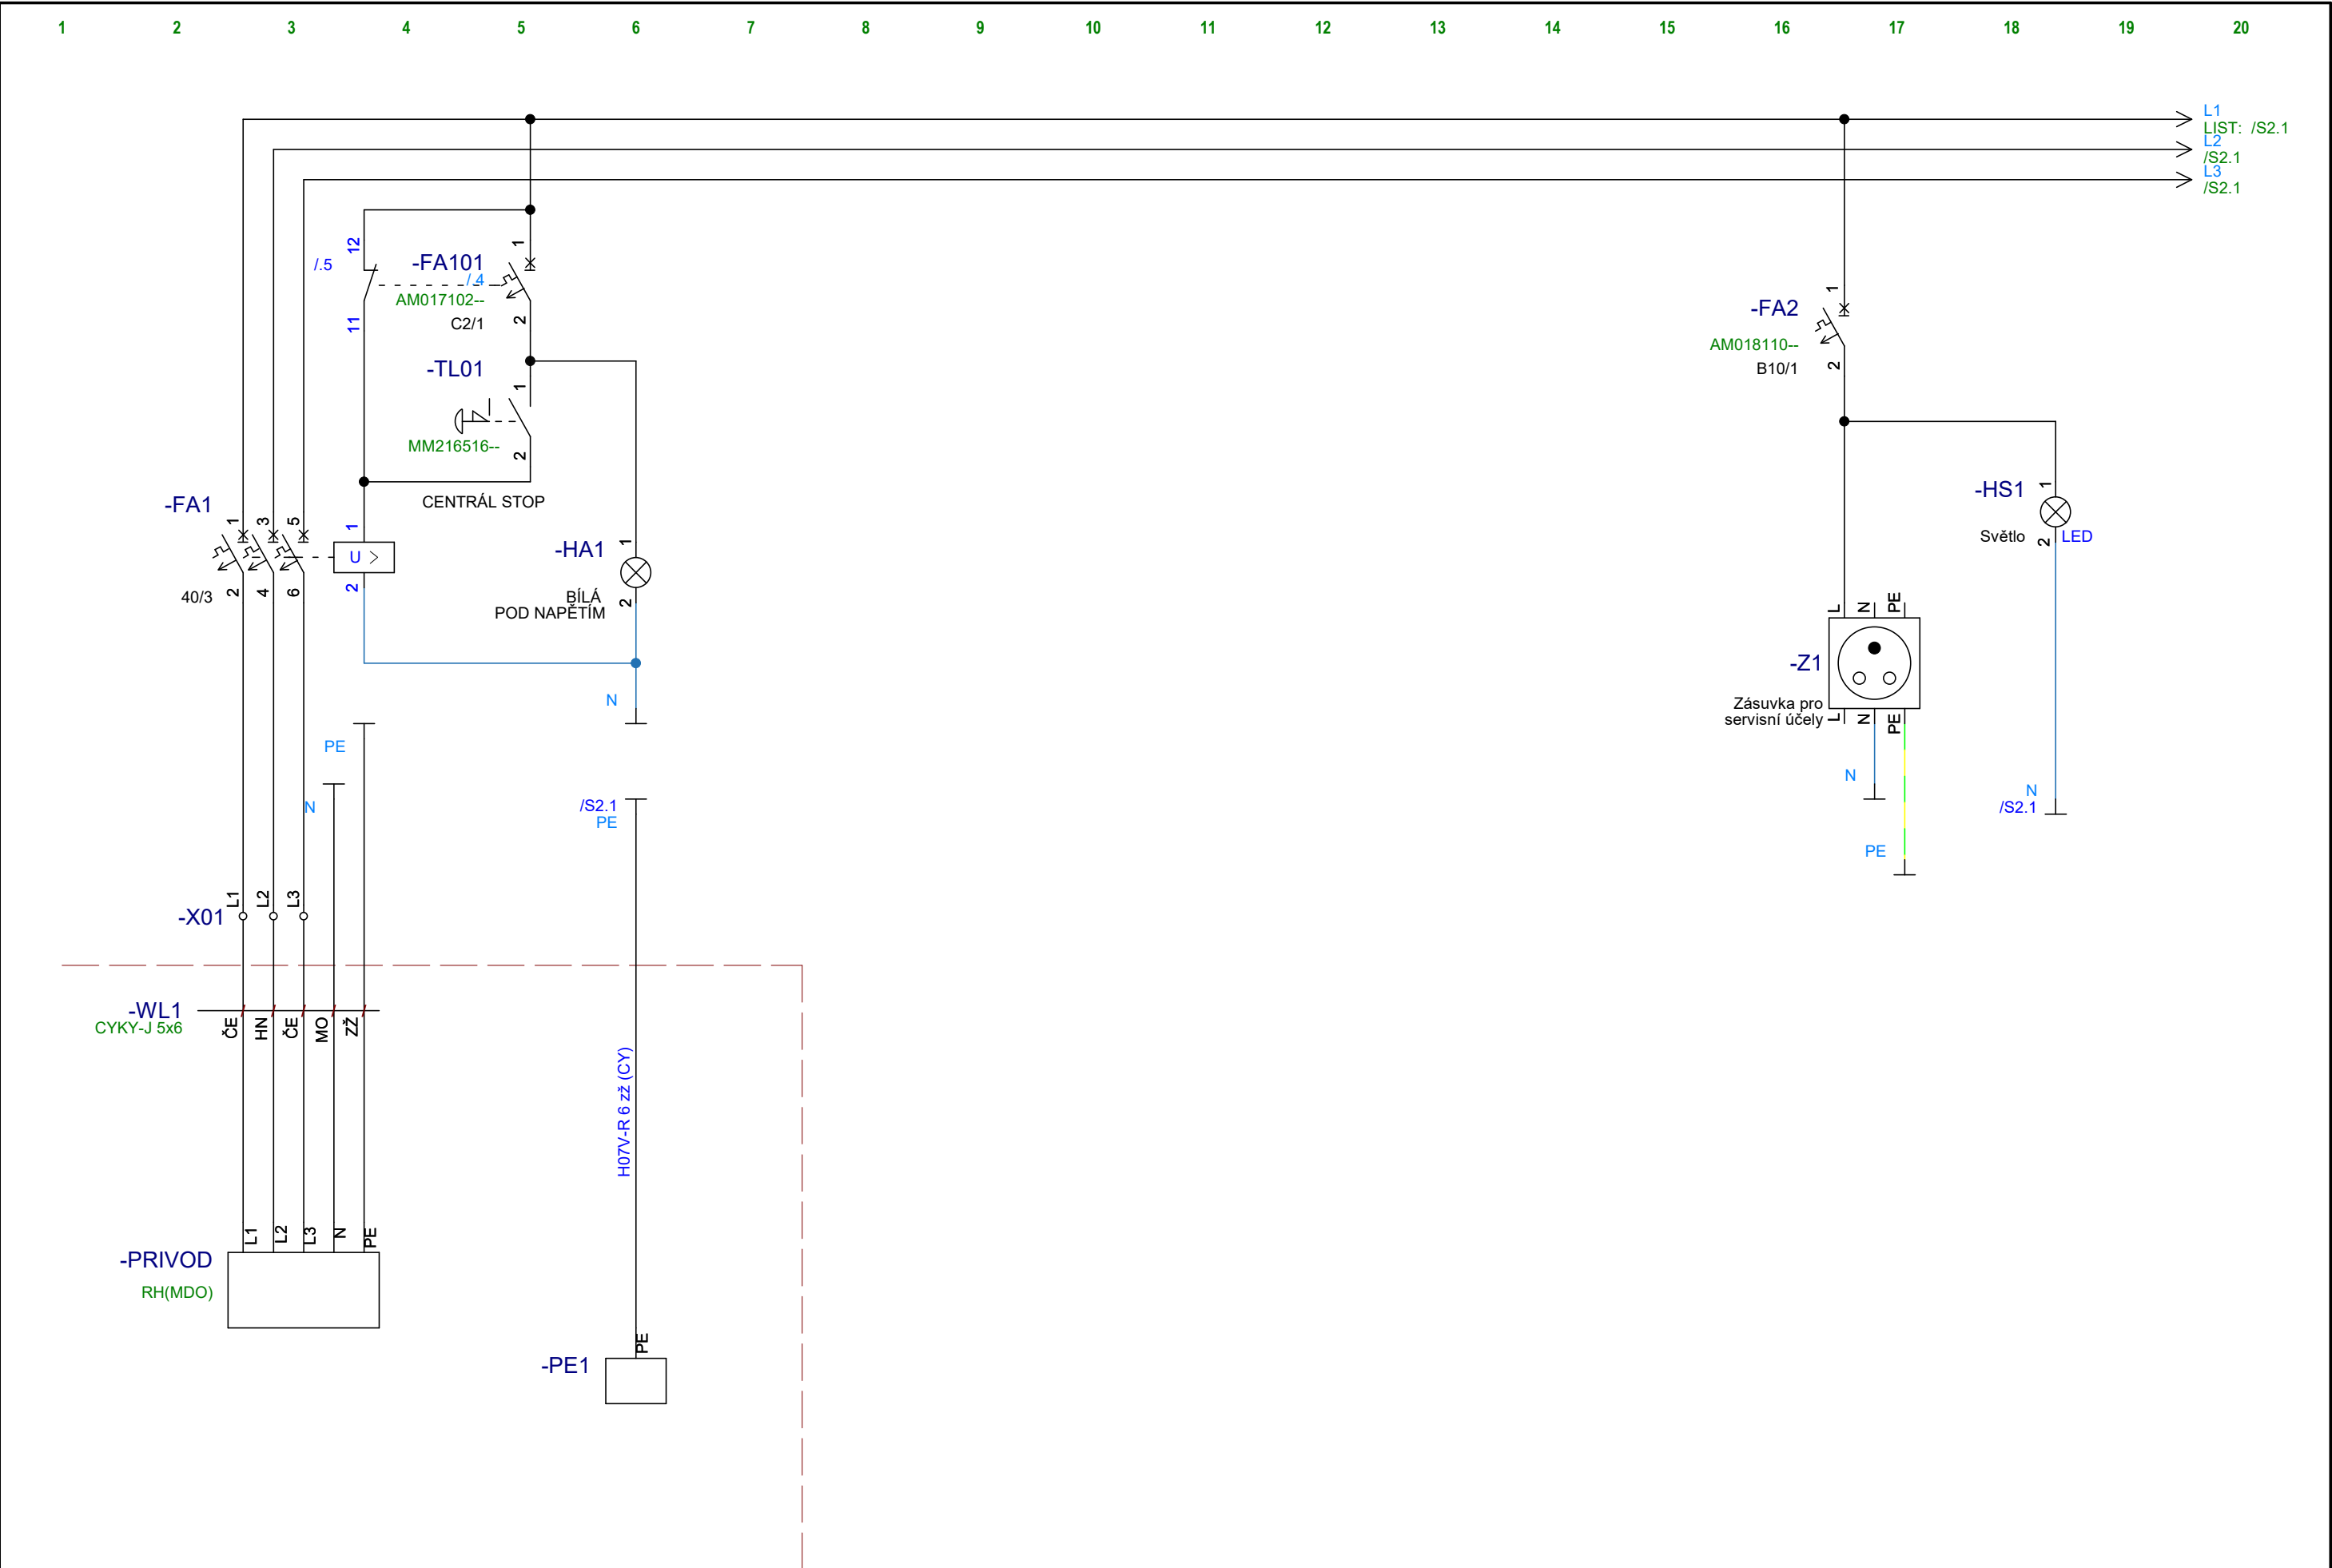 1 2 3 4 5 6 7 8 9 10 11 12 13 14 15 16 17 18 19 20
L1
LIST: /S2.1
L2
/S2.1
L3
/S2.1
12
/.5
11
-FA101
/.4
AM017102--
C2/1
1
2
-TL01
MM216516--
1
2
CENTRÁL STOP
-FA1
40/3
1 3 5
2 4 6
1
U >
2
-HA1
BÍLÁ
POD NAPĚTÍM
1
2
N
-FA2
AM018110--
B10/1
1
2
-HS1
Světlo
1
2
LED
-Z1
Zásuvka pro
servisní účely
L N PE
L N PE
N
PE
N
/S2.1
PE
N
/S2.1
PE
-X01
L1 L2 L3
-WL1
CYKY-J 5x6
ČE HN ČE MO ZŽ
H07V-R 6 zž (CY)
-PRIVOD
RH(MDO)
L1 L2 L3 N PE
-PE1
PE